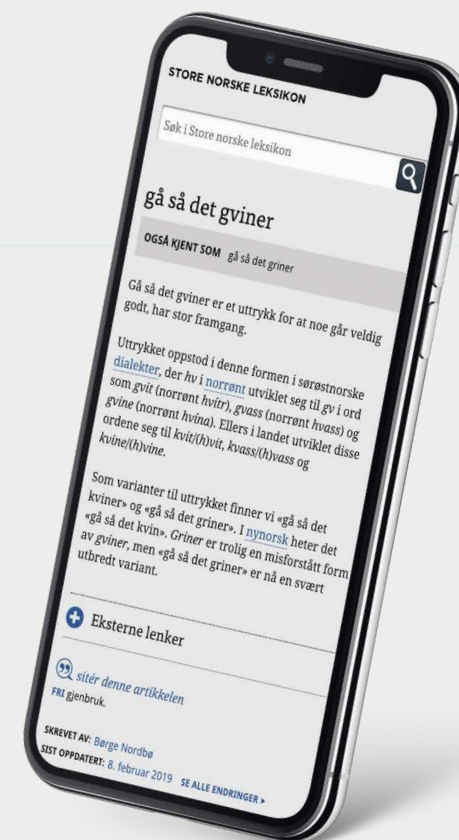 STORE NORSKE LEKSIKON
Søk i Store norske leksikon
gå så det gviner
OGSÅ KJENT SOM gå så det griner
Gå så det gviner er et uttrykk for at noe går veldig
godt, har stor framgang.
Uttrykket oppstod i denne formen i sørøstnorske
dialekter, der hv i norrønt utviklet seg til gv i ord
som gvit (norrønt hvítr), gvass (norrønt hvass) og
gvine (norrønt hvína). Ellers i landet utviklet disse
ordene seg til kvit/(h)vit, kvass/(h)vass og
kvine/(h)vine.
Som varianter til uttrykket finner vi «gå så det
kviner» og «gå så det griner». I nynorsk heter det
«gå så det kvin». Griner er trolig en misforstått form
av gviner, men «gå så det griner» er nå en svært
utbredt variant.
Eksterne lenker
sitér denne artikkelen
FRI gjenbruk.
SKREVET AV: Børge Nordbø
SIST OPPDATERT: 8. februar 2019 SE ALLE ENDRINGER